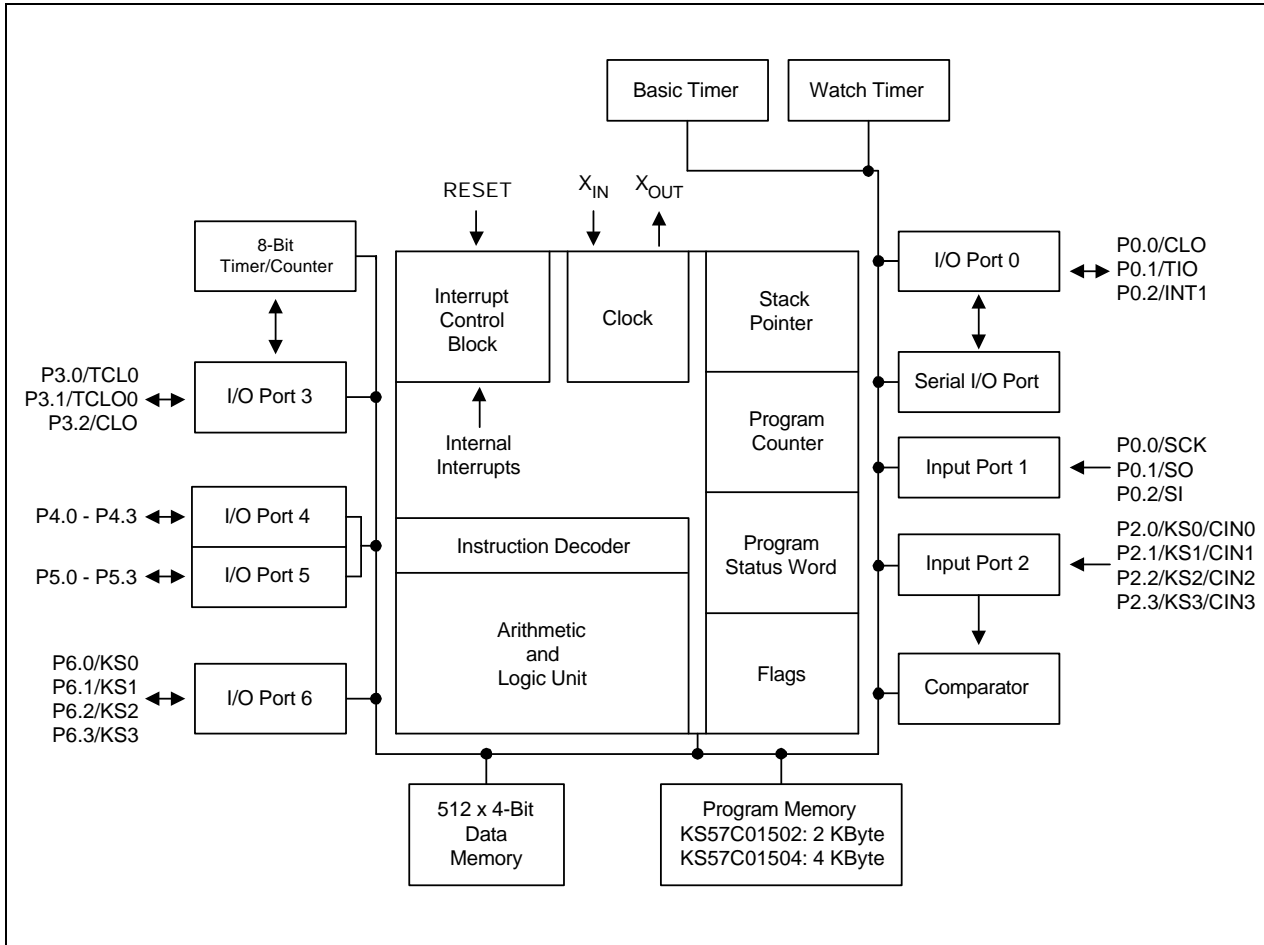 Basic Timer
Watch Timer
RESET
XIN
XOUT
8-Bit
Timer/Counter
Interrupt
Control
Block
Clock
Stack
Pointer
I/O Port 0
P0.0/CLO
P0.1/TIO
P0.2/INT1
P3.0/TCL0
P3.1/TCLO0
P3.2/CLO
I/O Port 3
Internal
Interrupts
Program
Counter
Serial I/O Port
Input Port 1
P0.0/SCK
P0.1/SO
P0.2/SI
P4.0 - P4.3
I/O Port 4
P5.0 - P5.3
I/O Port 5
Instruction Decoder
Program
Status Word
Input Port 2
P2.0/KS0/CIN0
P2.1/KS1/CIN1
P2.2/KS2/CIN2
P2.3/KS3/CIN3
P6.0/KS0
P6.1/KS1
P6.2/KS2
P6.3/KS3
I/O Port 6
Arithmetic
and
Logic Unit
Flags
Comparator
512 x 4-Bit
Data
Memory
Program Memory
KS57C01502: 2 KByte
KS57C01504: 4 KByte